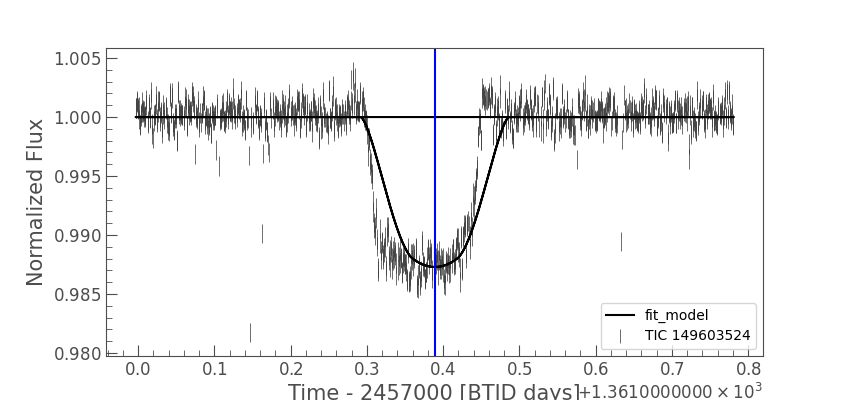 1.005
1.000
0.995
0.990
0.985
0.980
Normalized Flux
fit_model
TIC 149603524
0.0 0.1 0.2 0.3 0.4 0.5 0.6 0.7 0.8
Time - 2457000 [BTJD days]
+1.3610000000 × 10³